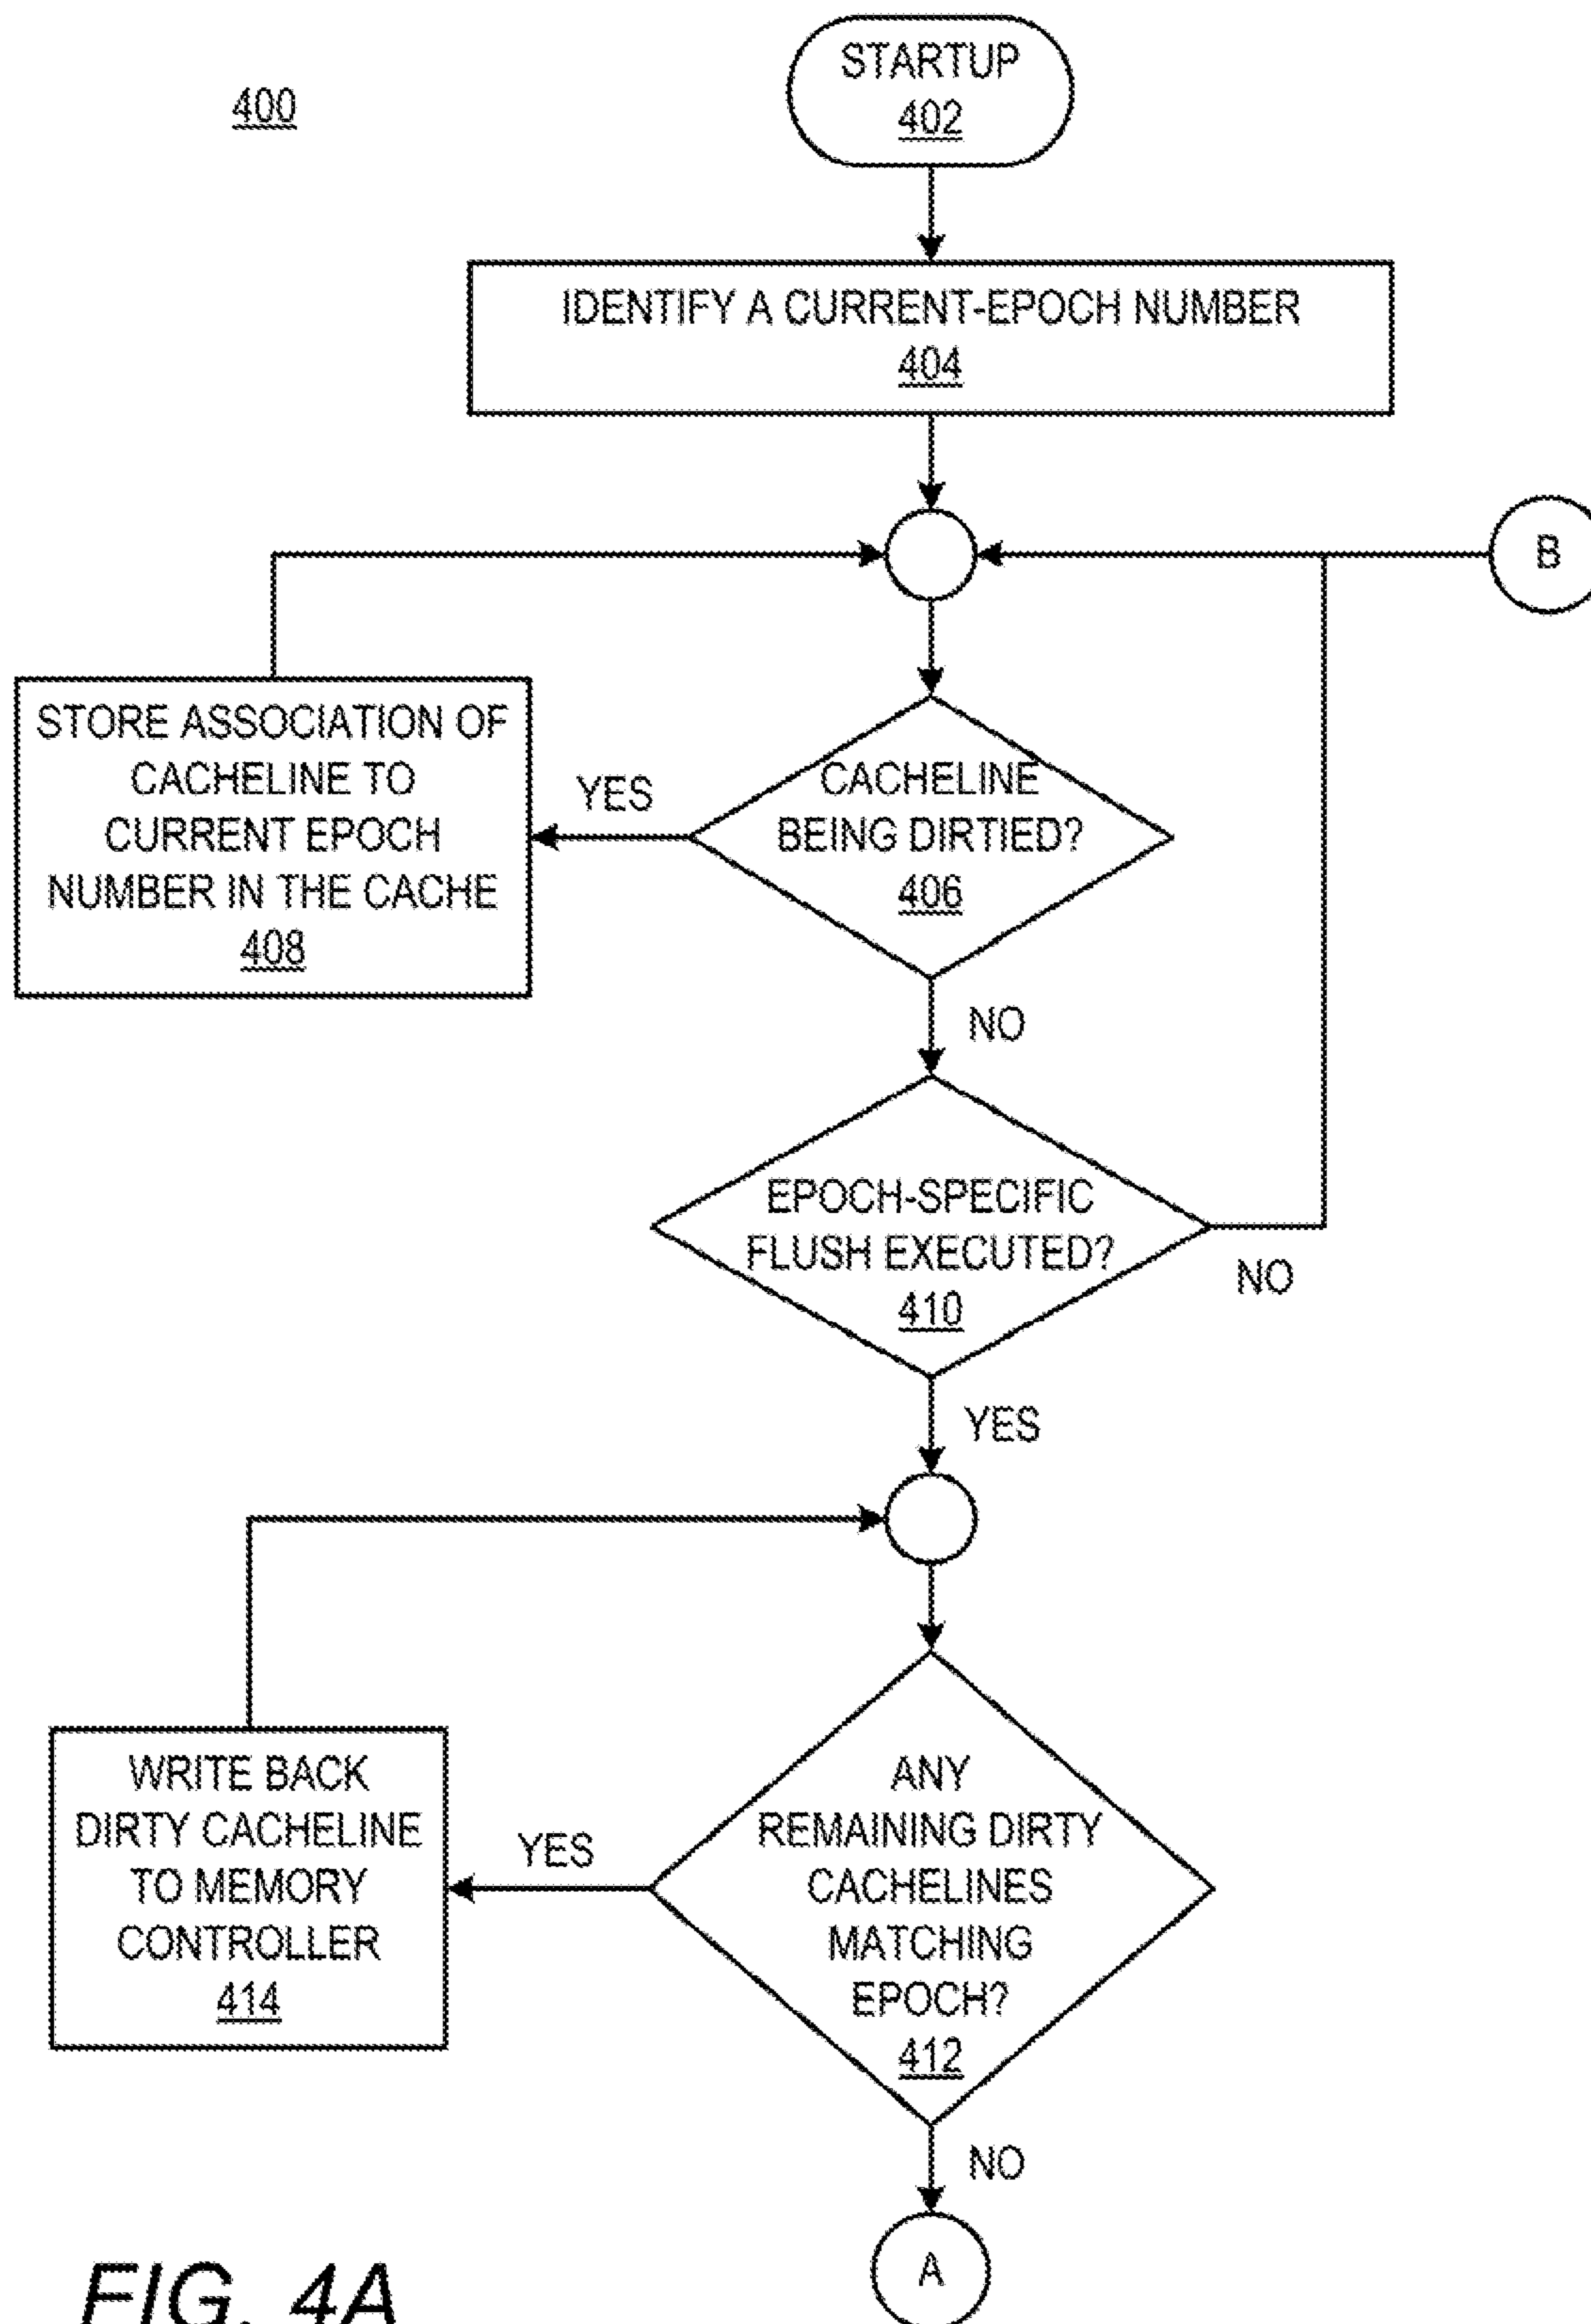 400
STARTUP
402
IDENTIFY A CURRENT-EPOCH NUMBER
404
B
STORE ASSOCIATION OF
CACHELINE TO
CURRENT EPOCH
NUMBER IN THE CACHE
408
YES
CACHELINE
BEING DIRTIED?
406
NO
EPOCH-SPECIFIC
FLUSH EXECUTED?
410
NO
YES
WRITE BACK
DIRTY CACHELINE
TO MEMORY
CONTROLLER
414
YES
ANY
REMAINING DIRTY
CACHELINES
MATCHING
EPOCH?
412
NO
A
FIG. 4A